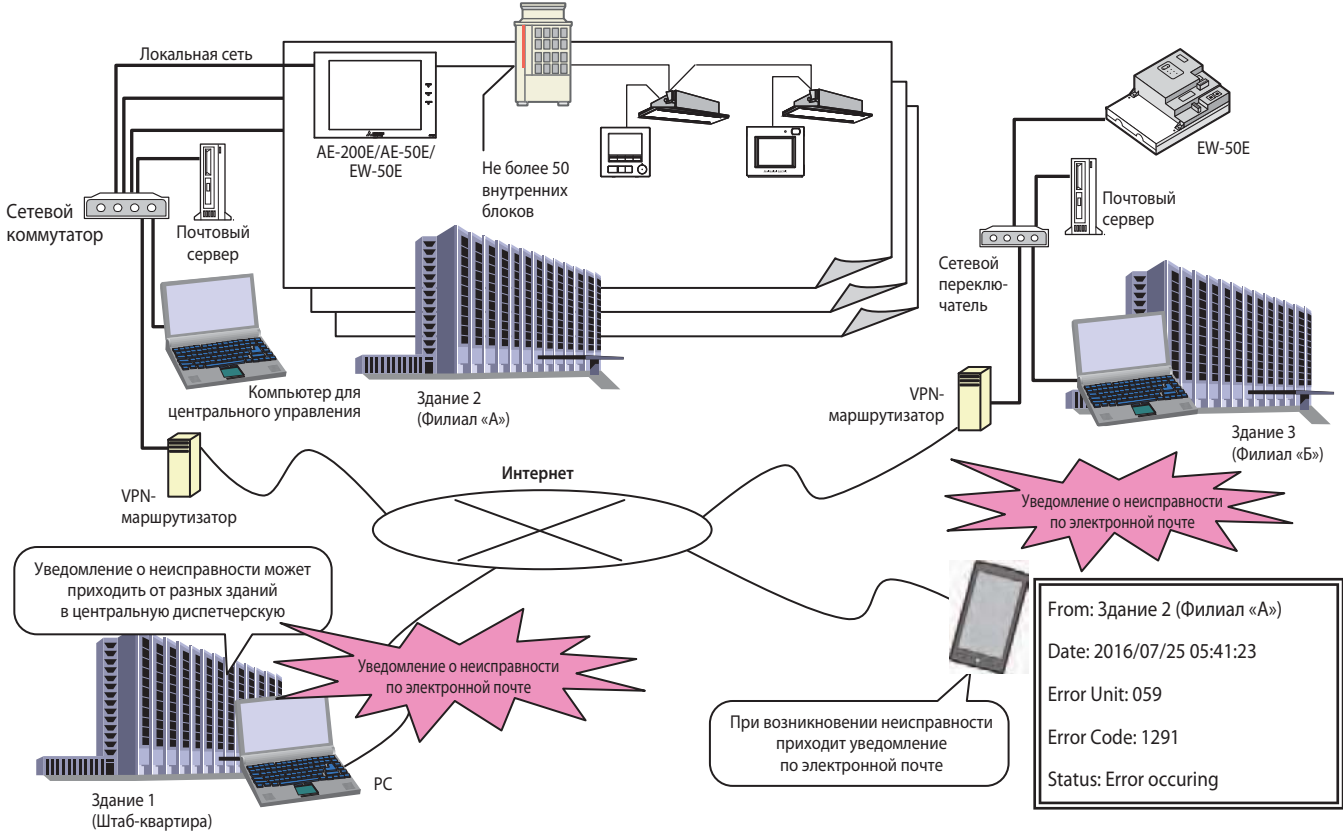 Локальная сеть
AE-200E/AE-50E/
EW-50E
Не более 50
внутренних
блоков
EW-50E
Сетевой
коммутатор
Почтовый
сервер
Почтовый
сервер
Сетевой
переклю-
чатель
Компьютер для
центрального управления
Здание 2
(Филиал «А»)
VPN-
маршрутизатор
Здание 3
(Филиал «Б»)
VPN-
маршрутизатор
Интернет
Уведомление о неисправности
по электронной почте
Уведомление о неисправности может
приходить от разных зданий
в центральную диспетчерскую
Уведомление о неисправности
по электронной почте
From: Здание 2 (Филиал «А»)
Date: 2016/07/25 05:41:23
Error Unit: 059
Error Code: 1291
Status: Error occuring
При возникновении неисправности
приходит уведомление
по электронной почте
PC
Здание 1
(Штаб-квартира)